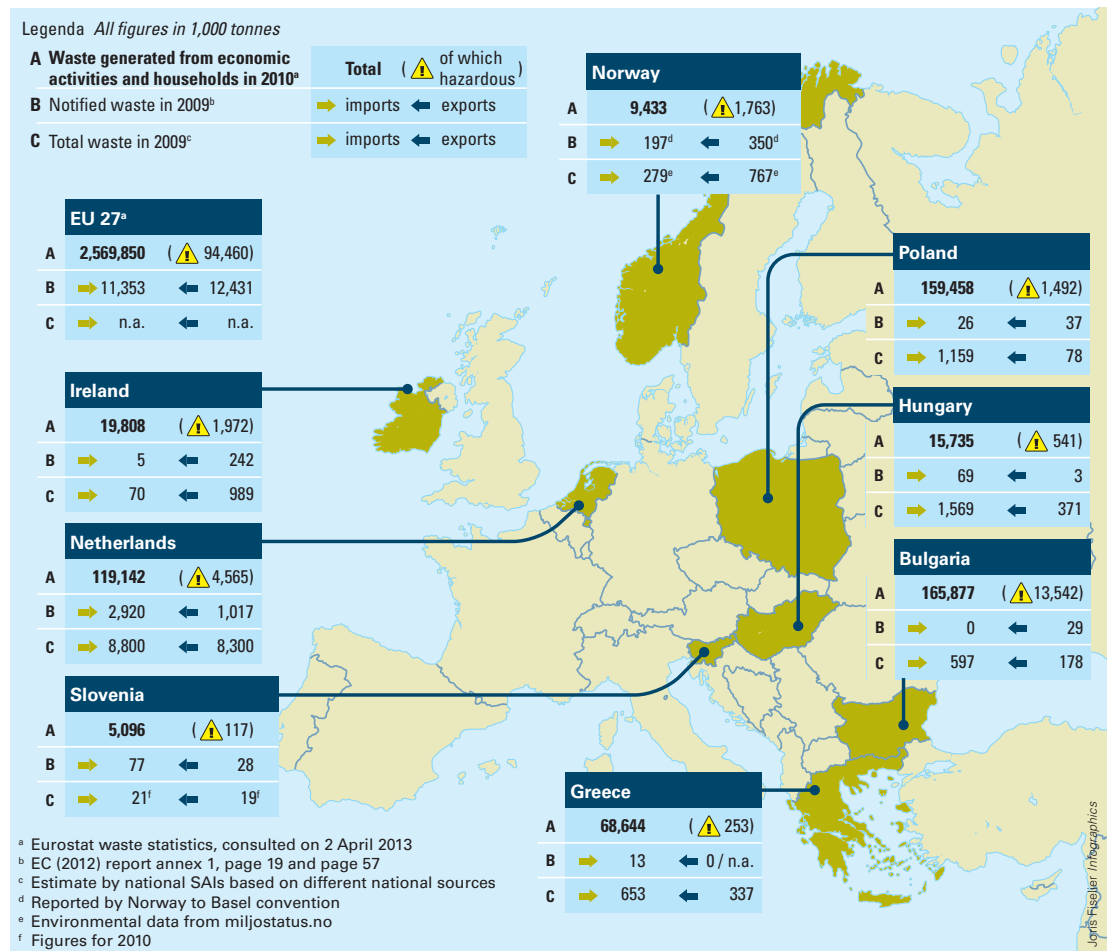 Legenda All figures in 1,000 tonnes
A Waste generated from economic
activities and households in 2010ª
Total ( ! of which
hazardous )
B Notified waste in 2009ᵇ
imports exports
C Total waste in 2009ᶜ
imports exports
Norway
A 9,433 ( ! 1,763)
B 197ᵈ 350ᵈ
C 279ᵉ 767ᵉ
EU 27ª
A 2,569,850 ( ! 94,460)
B 11,353 12,431
C n.a. n.a.
Poland
A 159,458 ( ! 1,492)
B 26 37
C 1,159 78
Ireland
A 19,808 ( ! 1,972)
B 5 242
C 70 989
Hungary
A 15,735 ( ! 541)
B 69 3
C 1,569 371
Netherlands
A 119,142 ( ! 4,565)
B 2,920 1,017
C 8,800 8,300
Bulgaria
A 165,877 ( ! 13,542)
B 0 29
C 597 178
Slovenia
A 5,096 ( ! 117)
B 77 28
C 21ᶠ 19ᶠ
Greece
A 68,644 ( ! 253)
B 13 0 / n.a.
C 653 337
ª Eurostat waste statistics, consulted on 2 April 2013
ᵇ EC (2012) report annex 1, page 19 and page 57
ᶜ Estimate by national SAIs based on different national sources
ᵈ Reported by Norway to Basel convention
ᵉ Environmental data from miljostatus.no
ᶠ Figures for 2010
Joris Fiselier Infographics